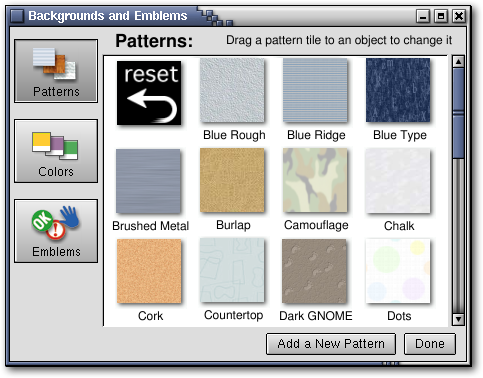 Backgrounds and Emblems
Patterns: Drag a pattern tile to an object to change it
Patterns
Colors
OK
Emblems
reset
Blue Rough
Blue Ridge
Blue Type
Brushed Metal
Burlap
Camouflage
Chalk
Cork
Countertop
Dark GNOME
Dots
Add a New Pattern
Done